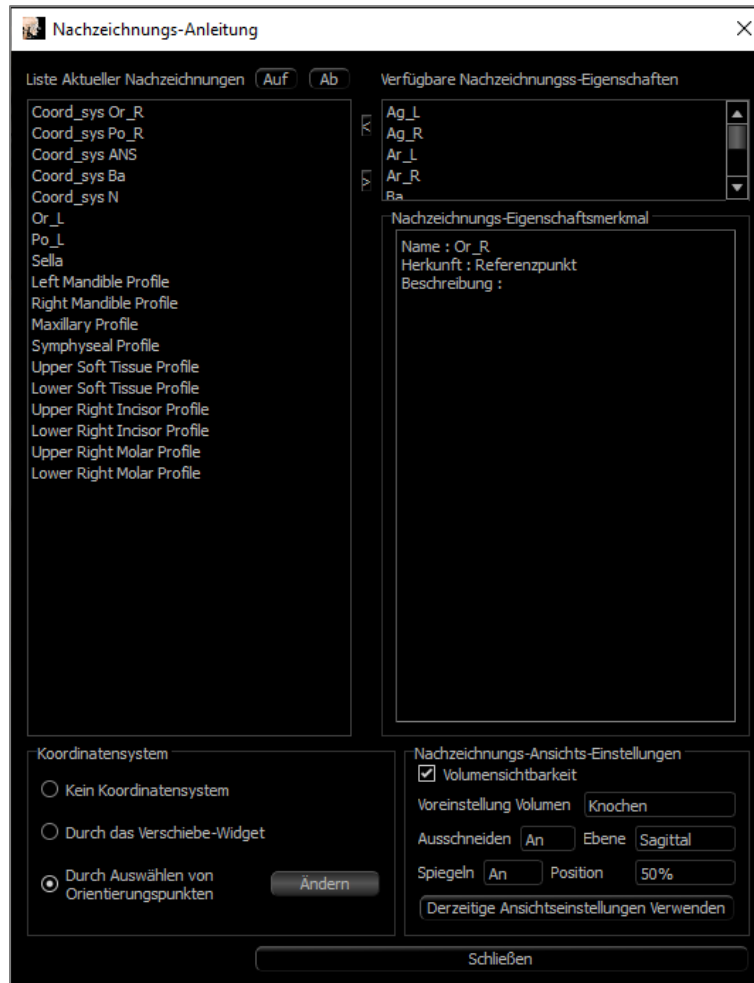 Nachzeichnungs-Anleitung
Liste Aktueller Nachzeichnungen
Auf
Ab
Coord_sys Or_R
Coord_sys Po_R
Coord_sys ANS
Coord_sys Ba
Coord_sys N
Or_L
Po_L
Sella
Left Mandible Profile
Right Mandible Profile
Maxillary Profile
Symphyseal Profile
Upper Soft Tissue Profile
Lower Soft Tissue Profile
Upper Right Incisor Profile
Lower Right Incisor Profile
Upper Right Molar Profile
Lower Right Molar Profile
<
>
Verfügbare Nachzeichnungss-Eigenschaften
Ag_L
Ag_R
Ar_L
Ar_R
Ba
Nachzeichnungs-Eigenschaftsmerkmal
Name : Or_R
Herkunft : Referenzpunkt
Beschreibung :
Koordinatensystem
Kein Koordinatensystem
Durch das Verschiebe-Widget
Durch Auswählen von
Orientierungspunkten
Ändern
Nachzeichnungs-Ansichts-Einstellungen
Volumensichtbarkeit
Voreinstellung Volumen Knochen
Ausschneiden An Ebene Sagittal
Spiegeln An Position 50%
Derzeitige Ansichtseinstellungen Verwenden
Schließen